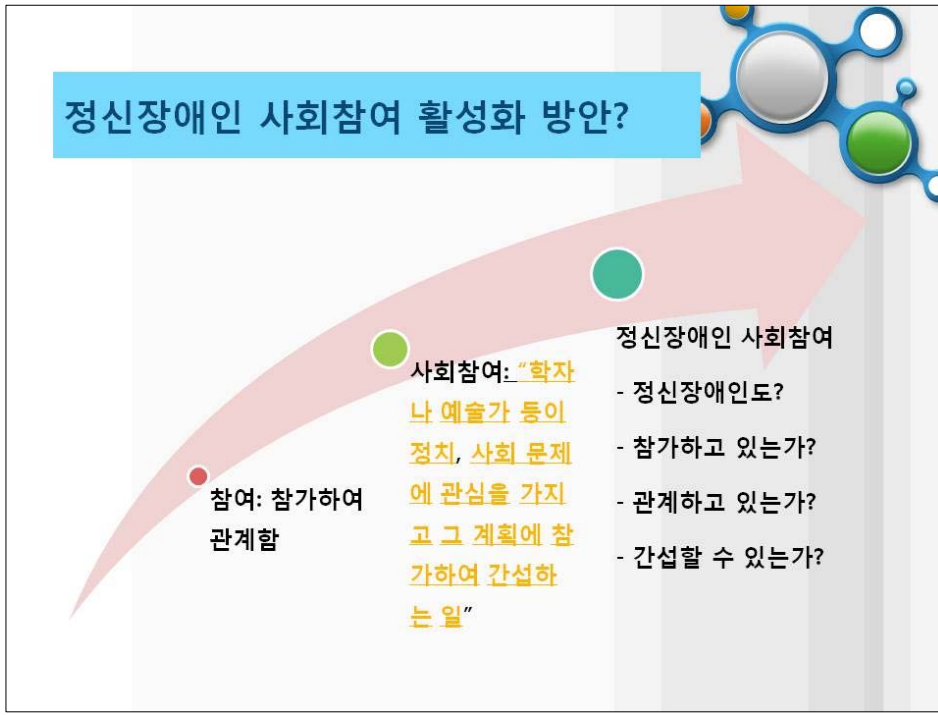 정신장애인 사회참여 활성화 방안?
참여: 참가하여
관계함
사회참여: “학자
나 예술가 등이
정치, 사회 문제
에 관심을 가지
고 그 계획에 참
가하여 간섭하
는 일”
정신장애인 사회참여
- 정신장애인도?
- 참가하고 있는가?
- 관계하고 있는가?
- 간섭할 수 있는가?